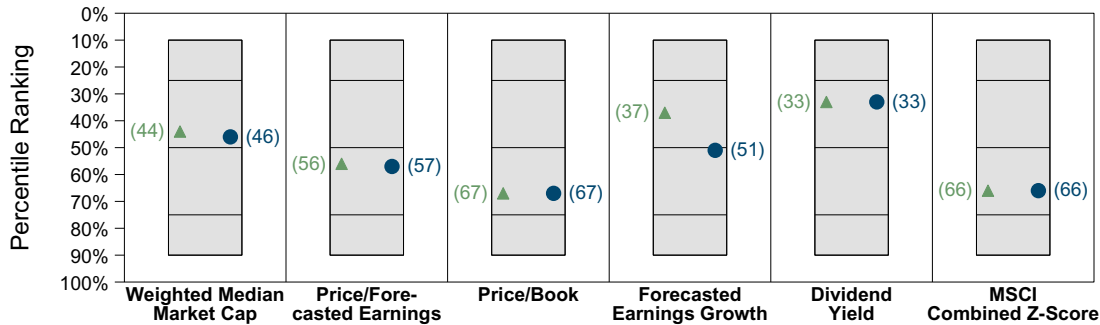 Percentile Ranking
0%
10%
20%
30%
40%
50%
60%
70%
80%
90%
100%
(44) (46)
(56) (57)
(67) (67)
(37)
(51)
(33) (33)
(66) (66)
Weighted Median
Market Cap
Price/Fore-
casted Earnings
Price/Book
Forecasted
Earnings Growth
Dividend
Yield
MSCI
Combined Z-Score